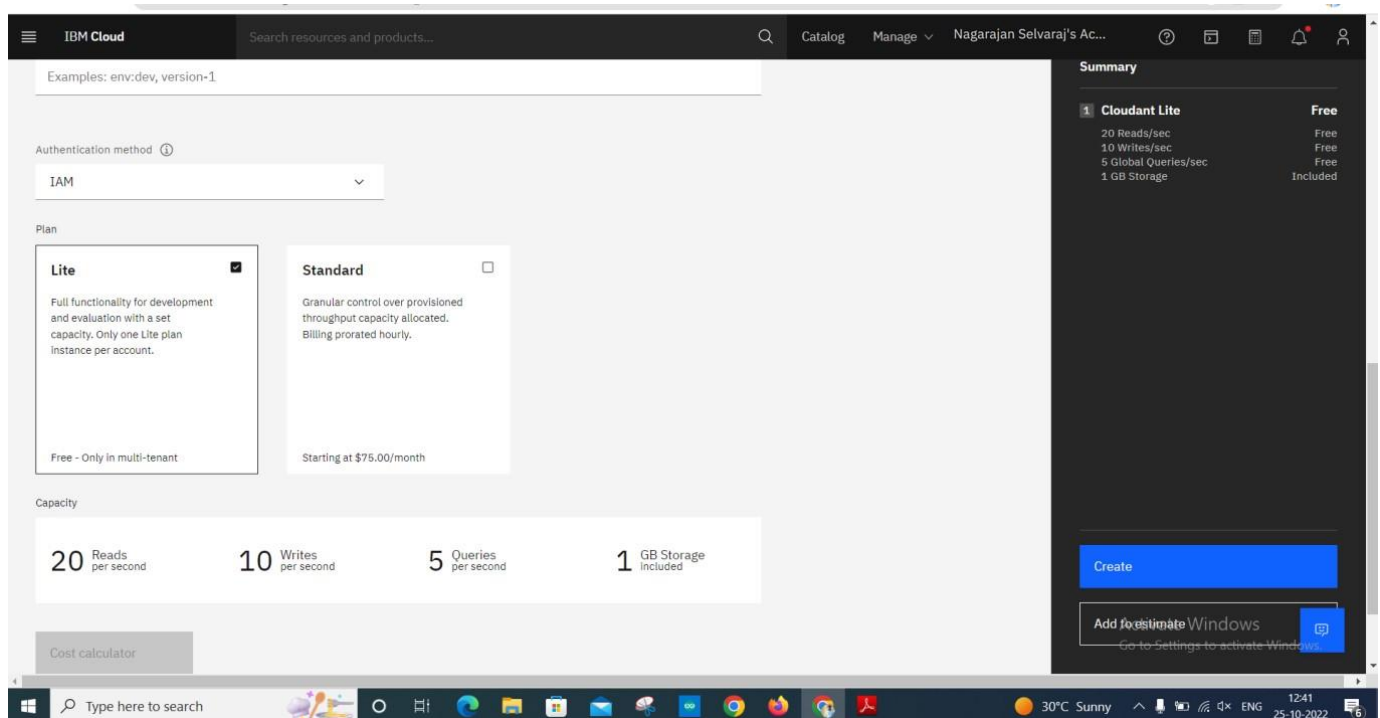 IBM Cloud
Search resources and products...
Catalog
Manage
Nagarajan Selvaraj's Ac...
Examples: env:dev, version-1
Authentication method
IAM
Plan
Lite
Full functionality for development
and evaluation with a set
capacity. Only one Lite plan
instance per account.
Free - Only in multi-tenant
Standard
Granular control over provisioned
throughput capacity allocated.
Billing prorated hourly.
Starting at $75.00/month
Capacity
20 Reads per second
10 Writes per second
5 Queries per second
1 GB Storage included
Cost calculator
Summary
1 Cloudant Lite Free
20 Reads/sec Free
10 Writes/sec Free
5 Global Queries/sec Free
1 GB Storage Included
Create
Add to estimate
Activate Windows
Go to Settings to activate Windows.
Type here to search
30°C Sunny
ENG
12:41
25-10-2022
6